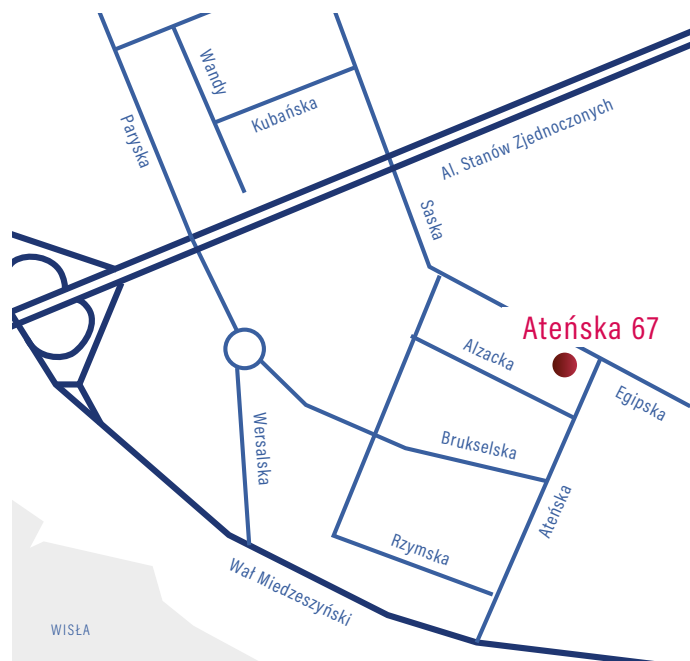 Wandy
Kubańska
Paryska
Al. Stanów Zjednoczonych
Saska
Ateńska 67
Alzacka
Egipska
Wersalska
Brukselska
Ateńska
Rzymska
Wał Miedzeszyński
WISŁA